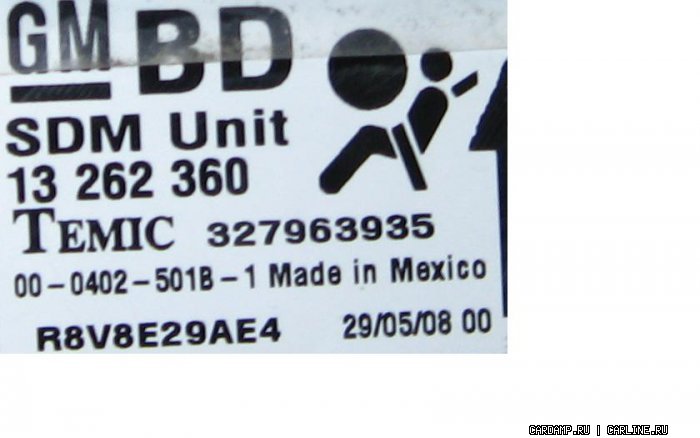 GM BD
SDM Unit
13 262 360
TEMIC 327963935
00-0402-501B-1 Made in Mexico
R8V8E29AE4 29/05/08 00
CARDAMP.RU | CARLINE.RU